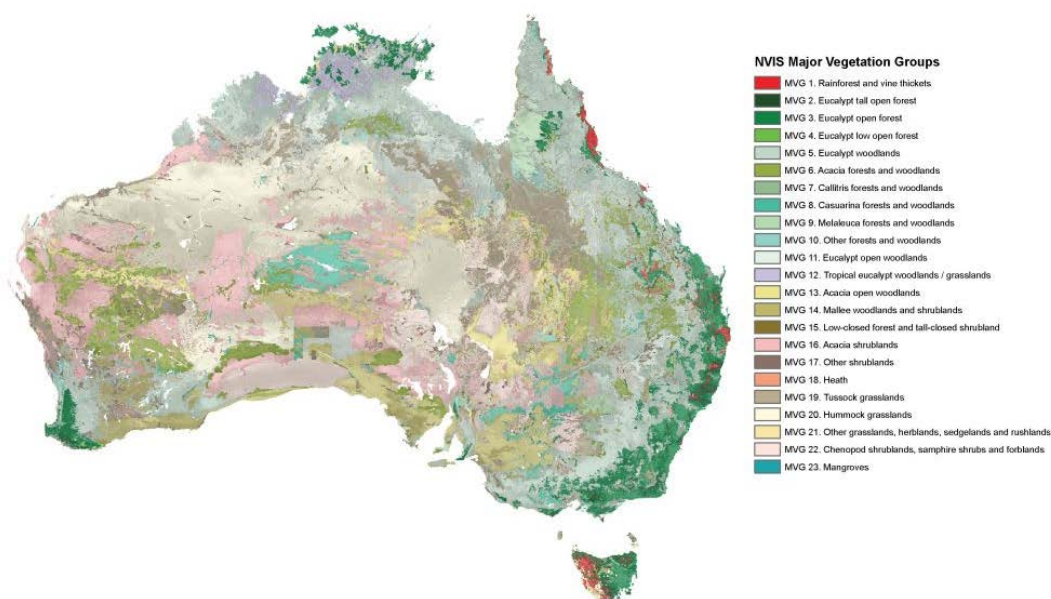 NVIS Major Vegetation Groups
MVG 1. Rainforest and vine thickets
MVG 2. Eucalypt tall open forest
MVG 3. Eucalypt open forest
MVG 4. Eucalypt low open forest
MVG 5. Eucalypt woodlands
MVG 6. Acacia forests and woodlands
MVG 7. Callitris forests and woodlands
MVG 8. Casuarina forests and woodlands
MVG 9. Melaleuca forests and woodlands
MVG 10. Other forests and woodlands
MVG 11. Eucalypt open woodlands
MVG 12. Tropical eucalypt woodlands / grasslands
MVG 13. Acacia open woodlands
MVG 14. Mallee woodlands and shrublands
MVG 15. Low-closed forest and tall-closed shrubland
MVG 16. Acacia shrublands
MVG 17. Other shrublands
MVG 18. Heath
MVG 19. Tussock grasslands
MVG 20. Hummock grasslands
MVG 21. Other grasslands, herblands, sedgelands and rushlands
MVG 22. Chenopod shrublands, samphire shrubs and forblands
MVG 23. Mangroves